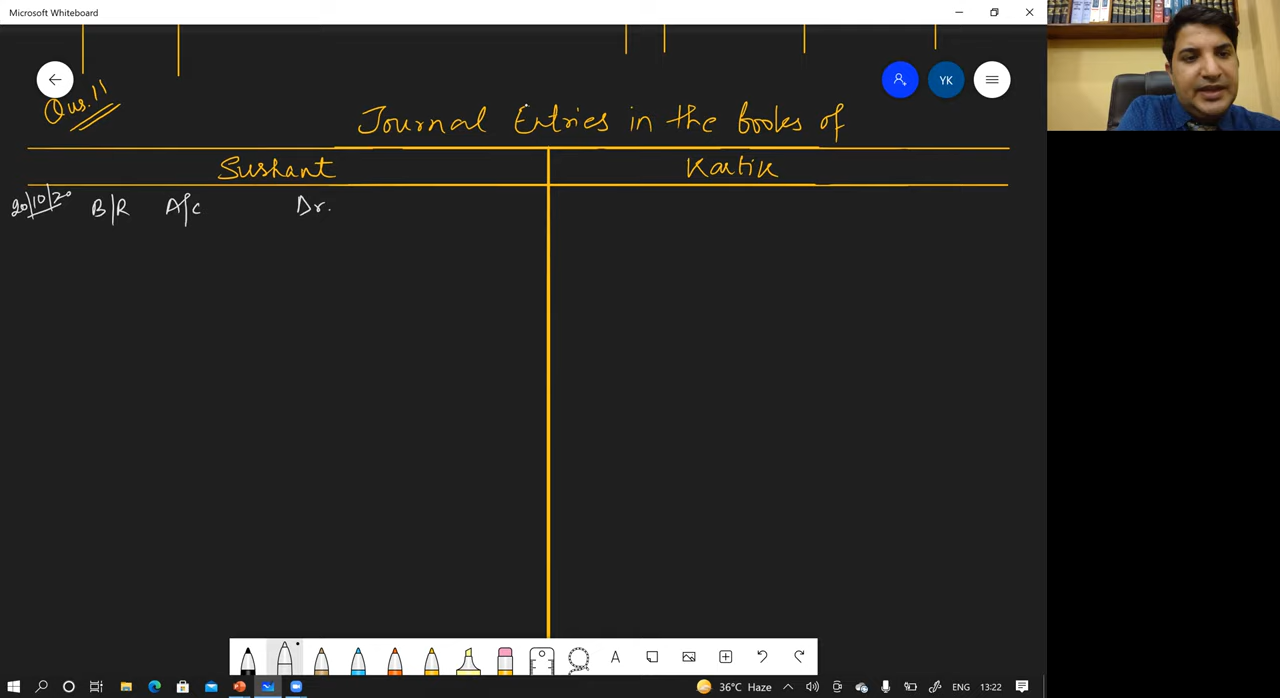 Microsoft Whiteboard
YK
Qus.11
Journal Entries in the books of
Sushant
Kartik
20/10/20 B/R A/c Dr.
A
36°C Haze
ENG
13:22